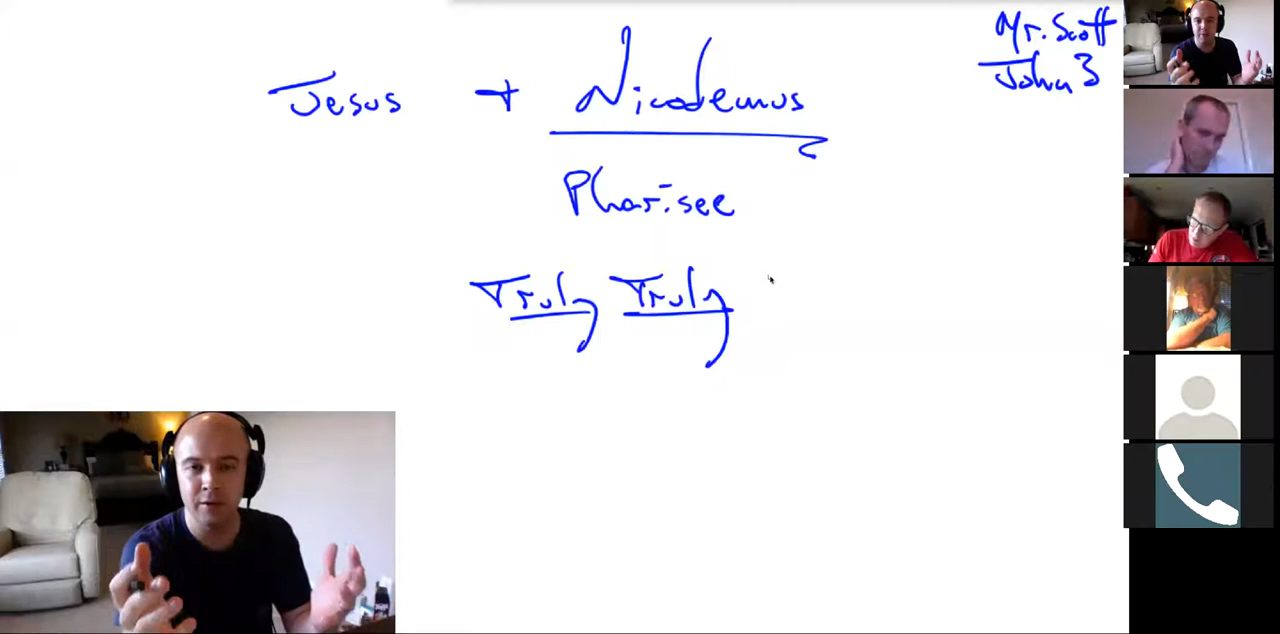 Mr. Scott
John 3
Jesus + Nicodemus
Pharisee
Truly Truly